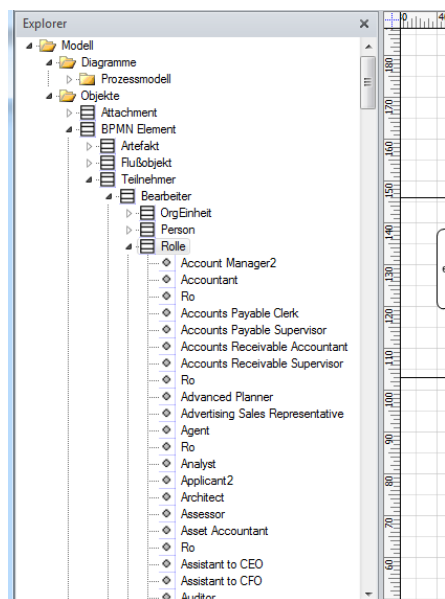 Explorer
Modell
Diagramme
Prozessmodell
Objekte
Attachment
BPMN Element
Artefakt
Flußobjekt
Teilnehmer
Bearbeiter
OrgEinheit
Person
Rolle
Account Manager2
Accountant
Ro
Accounts Payable Clerk
Accounts Payable Supervisor
Accounts Receivable Accountant
Accounts Receivable Supervisor
Ro
Advanced Planner
Advertising Sales Representative
Agent
Ro
Analyst
Applicant2
Architect
Assessor
Asset Accountant
Ro
Assistant to CEO
Assistant to CFO
Auditor
0
180
170
160
150
140
130
120
110
100
90
80
70
60